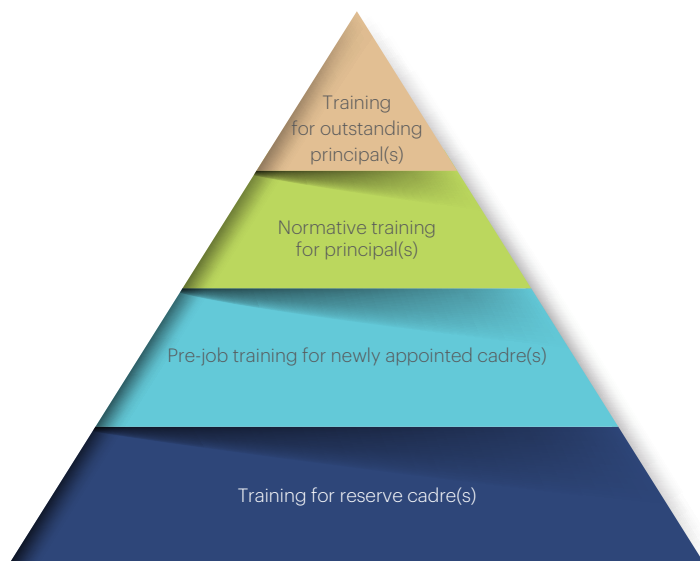 Training
for outstanding
principal(s)
Normative training
for principal(s)
Pre-job training for newly appointed cadre(s)
Training for reserve cadre(s)